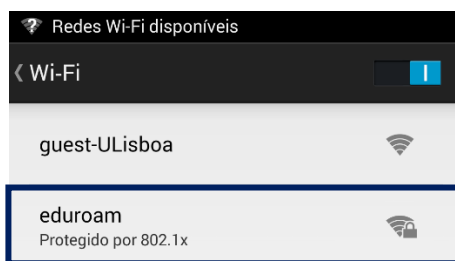 Redes Wi-Fi disponíveis
Wi-Fi
guest-ULisboa
eduroam
Protegido por 802.1x